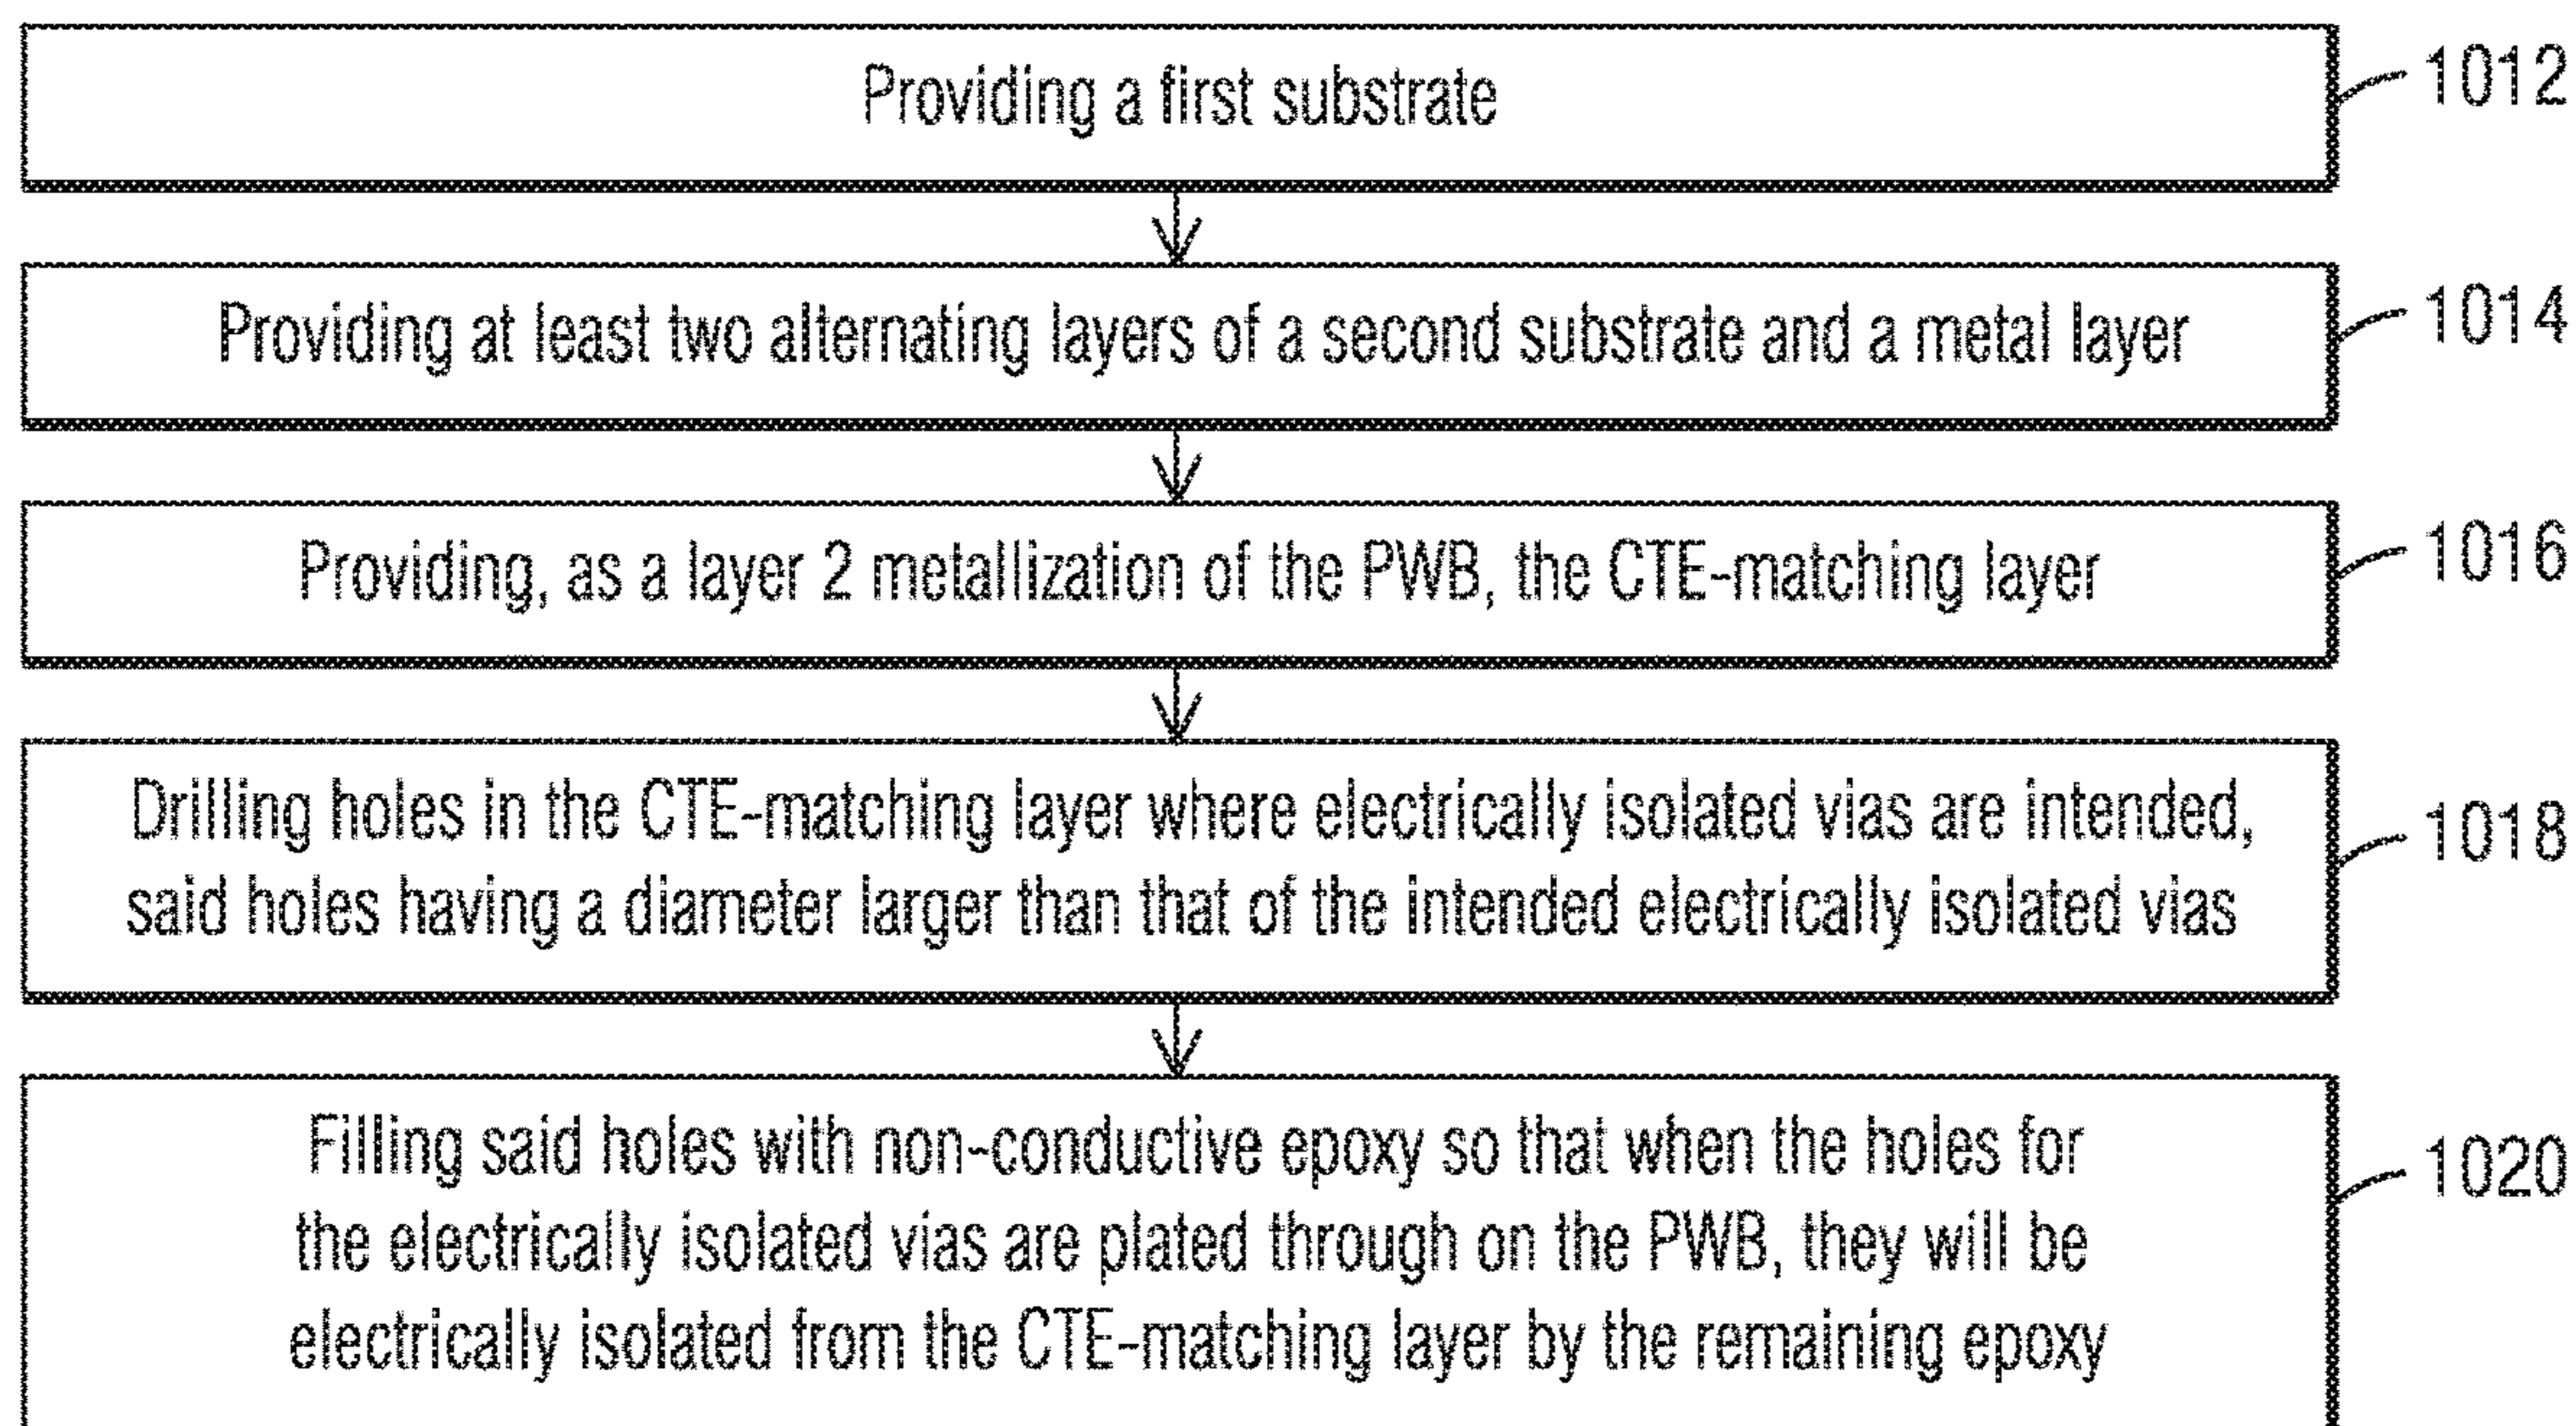 Providing a first substrate
1012
Providing at least two alternating layers of a second substrate and a metal layer
1014
Providing, as a layer 2 metallization of the PWB, the CTE-matching layer
1016
Drilling holes in the CTE-matching layer where electrically isolated vias are intended,
said holes having a diameter larger than that of the intended electrically isolated vias
1018
Filling said holes with non-conductive epoxy so that when the holes for
the electrically isolated vias are plated through on the PWB, they will be
electrically isolated from the CTE-matching layer by the remaining epoxy
1020